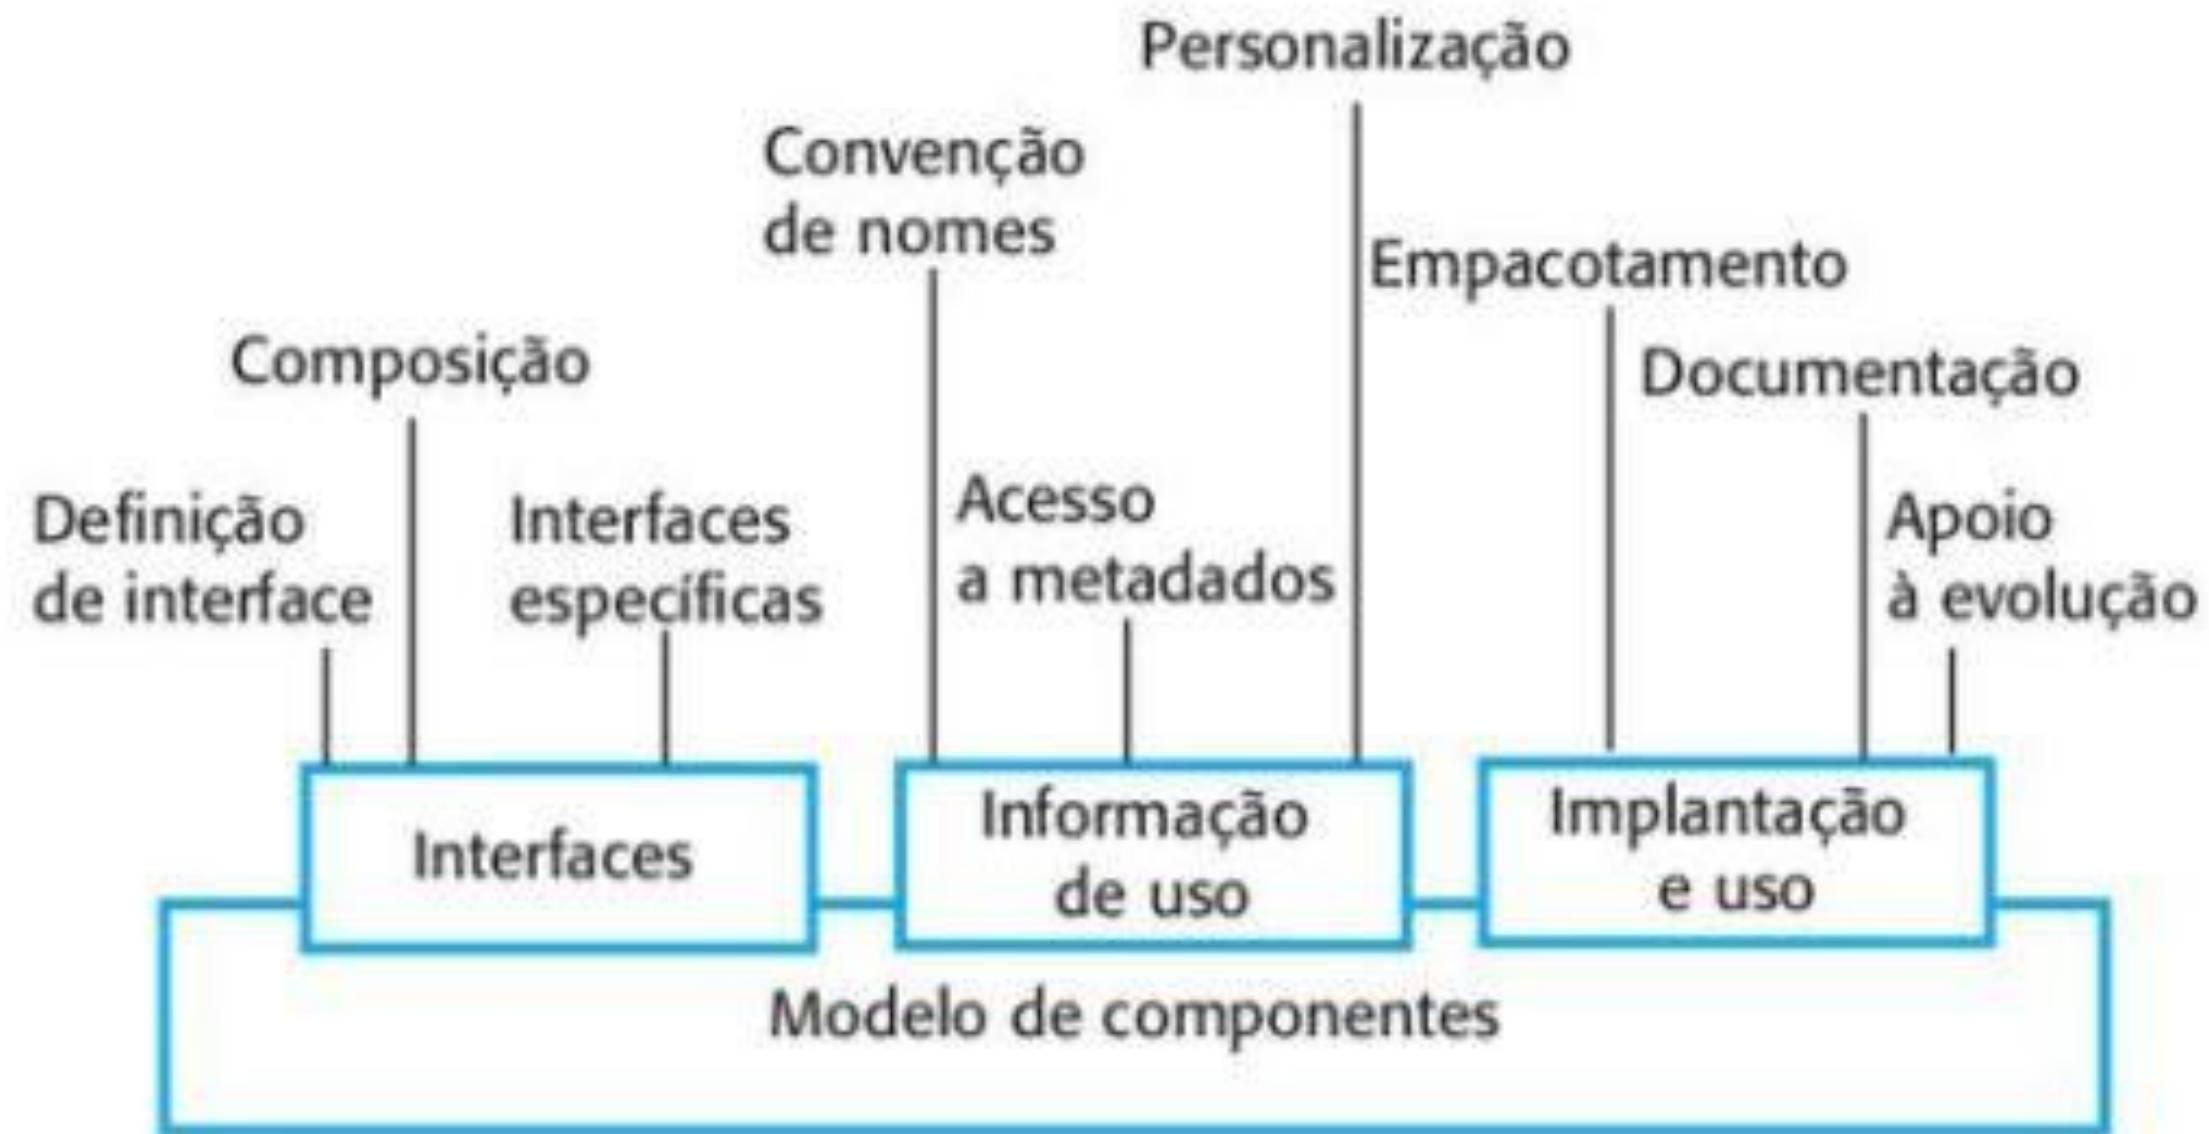 Personalização
Convenção
de nomes
Empacotamento
Composição
Documentação
Definição
de interface
Interfaces
específicas
Acesso
a metadados
Apoio
à evolução
Interfaces
Informação
de uso
Implantação
e uso
Modelo de componentes